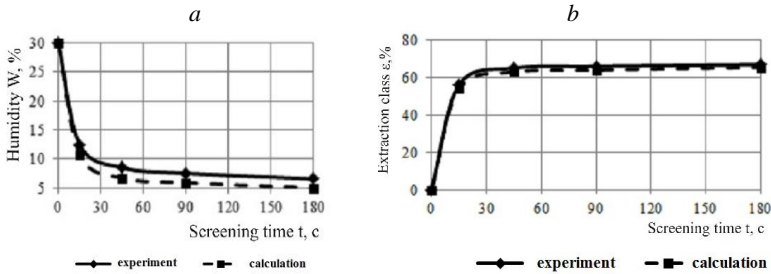 a
Humidity W, %
30
25
20
15
10
5
0 30 60 90 120 150 180
Screening time t, c
experiment calculation
b
Extraction class ε,%
80
60
40
20
0
0 30 60 90 120 150 180
Screening time t, c
experiment calculation